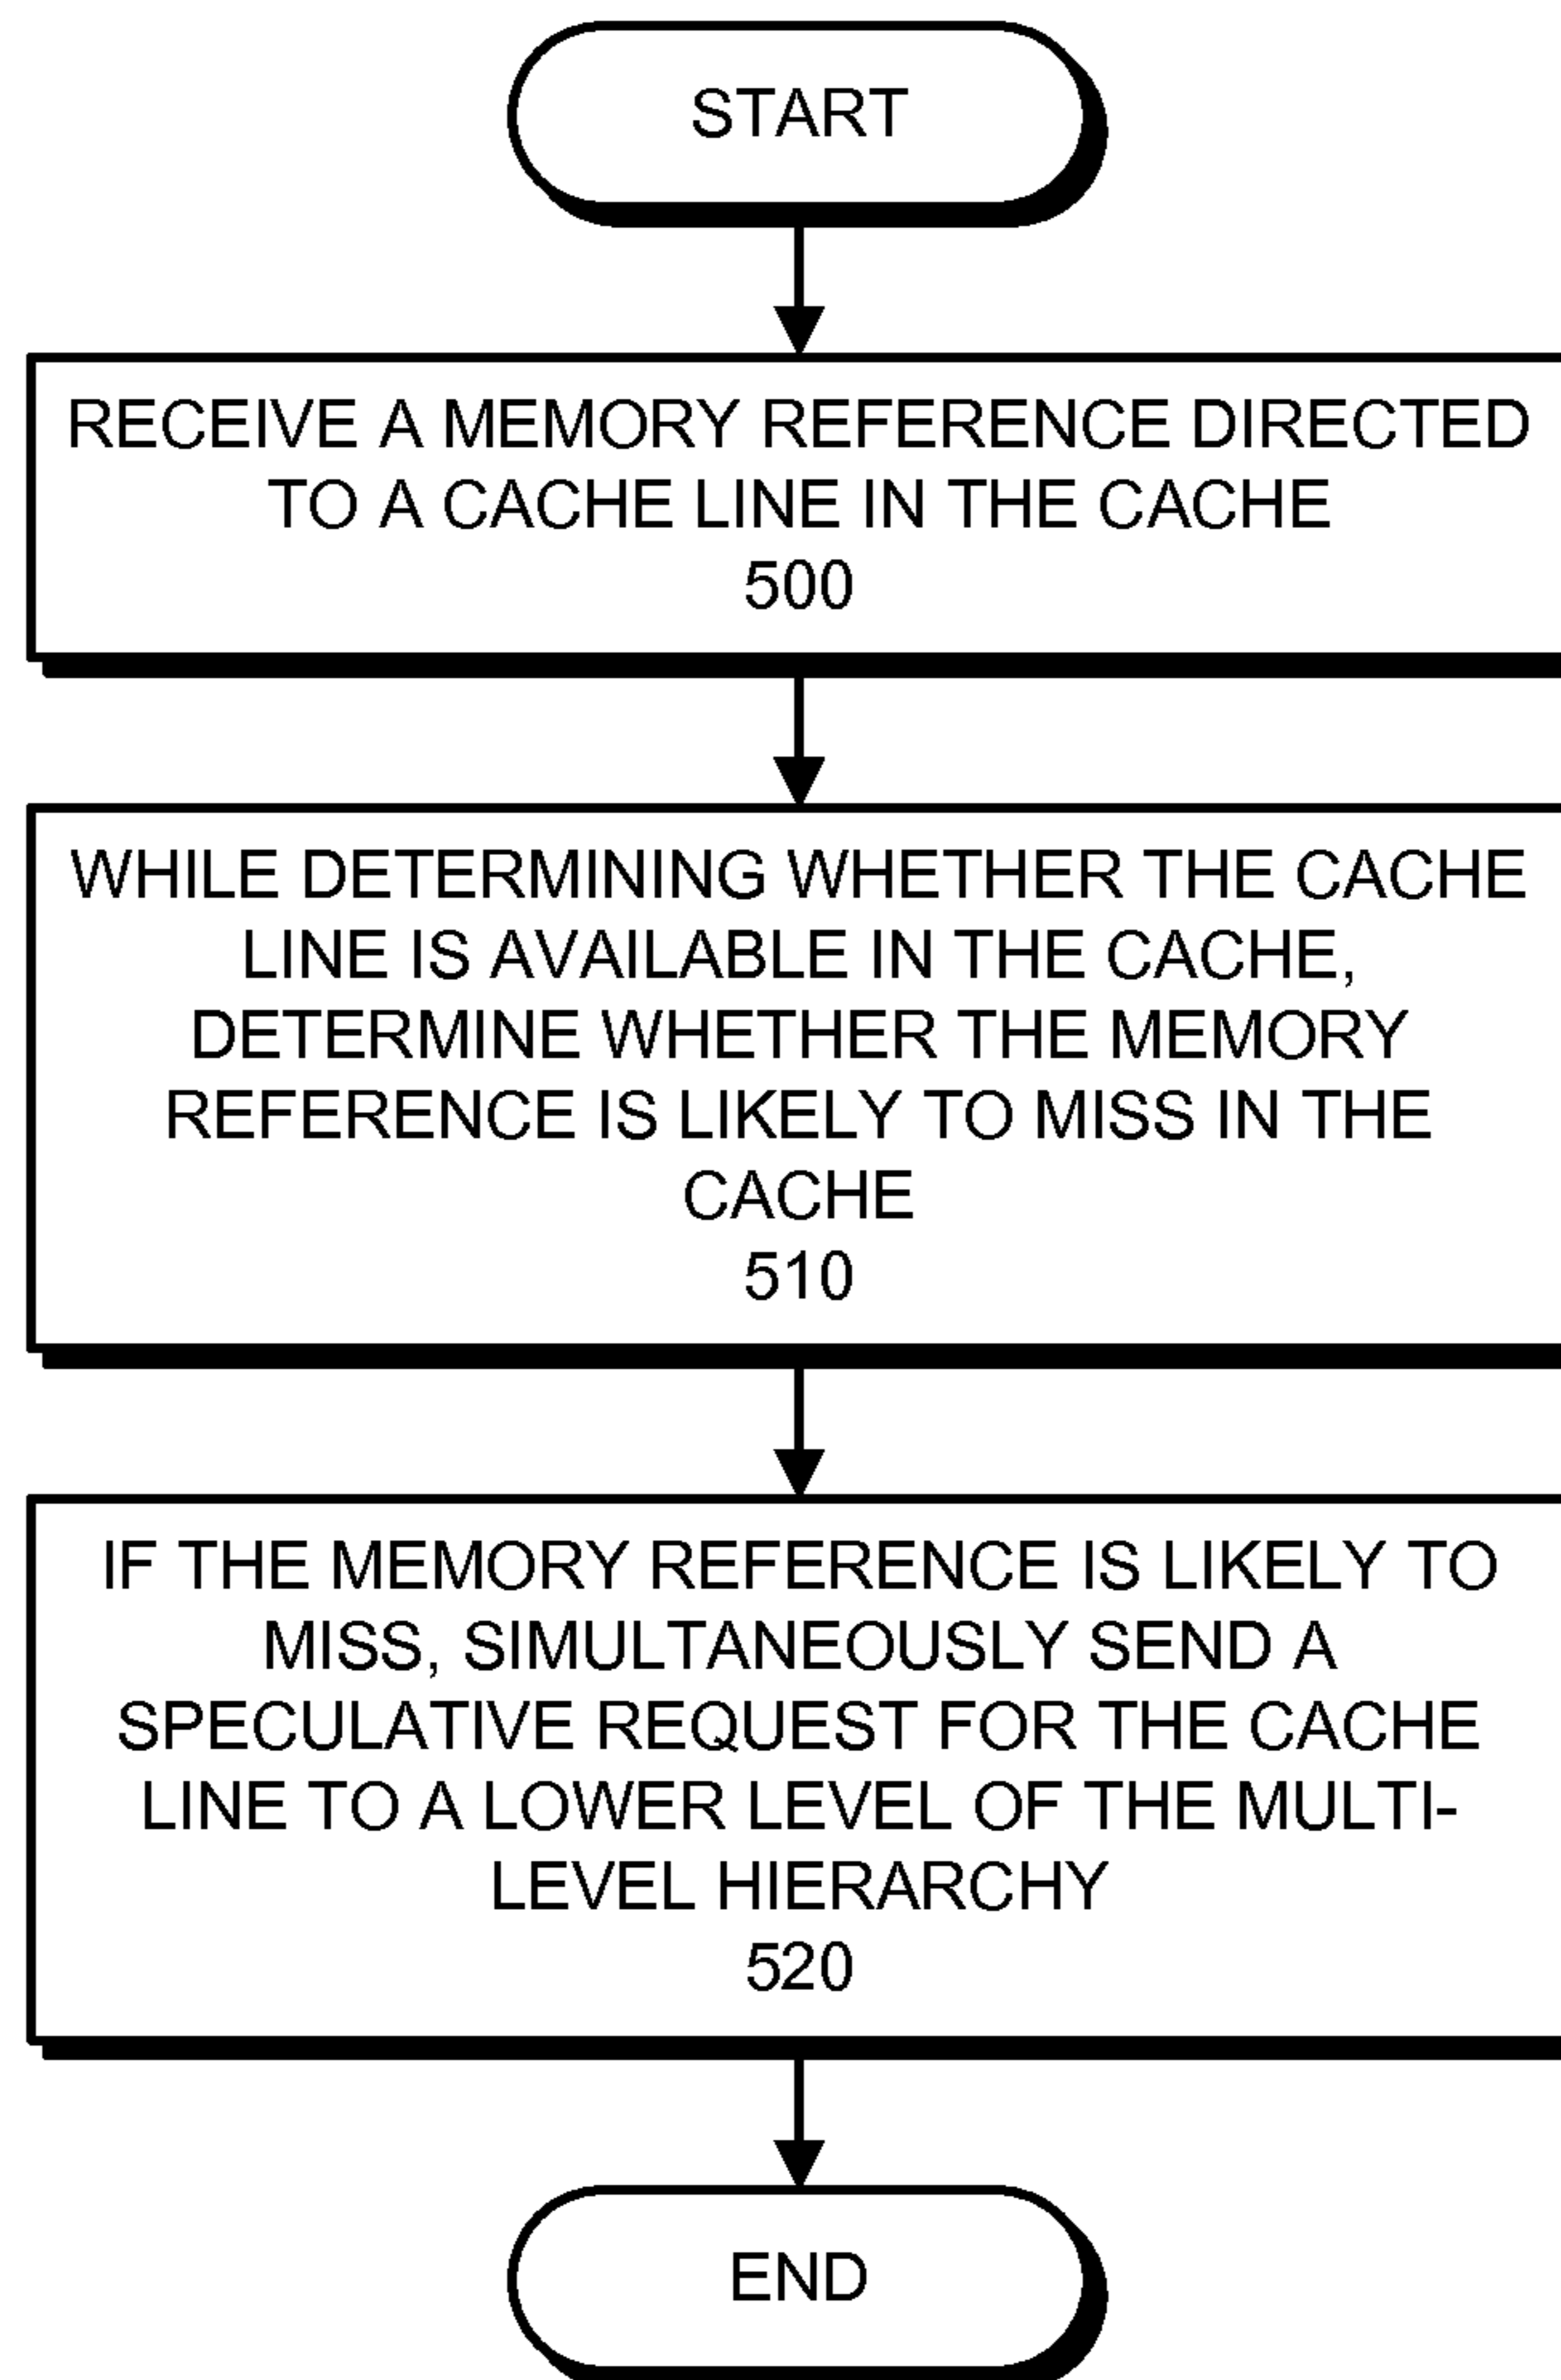 START
RECEIVE A MEMORY REFERENCE DIRECTED
TO A CACHE LINE IN THE CACHE
500
WHILE DETERMINING WHETHER THE CACHE
LINE IS AVAILABLE IN THE CACHE,
DETERMINE WHETHER THE MEMORY
REFERENCE IS LIKELY TO MISS IN THE
CACHE
510
IF THE MEMORY REFERENCE IS LIKELY TO
MISS, SIMULTANEOUSLY SEND A
SPECULATIVE REQUEST FOR THE CACHE
LINE TO A LOWER LEVEL OF THE MULTI-
LEVEL HIERARCHY
520
END